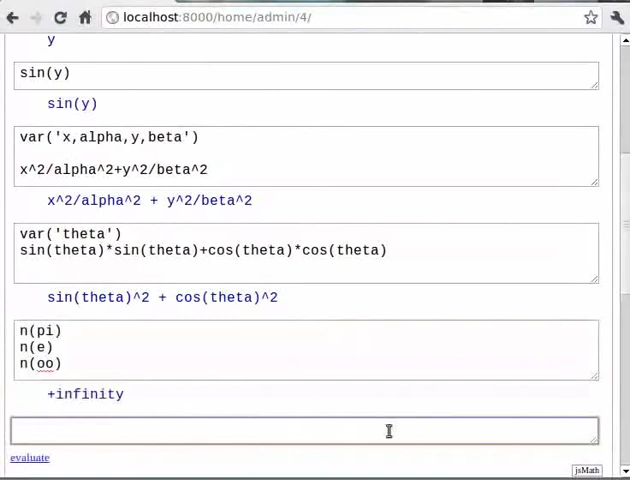 localhost:8000/home/admin/4/
y
sin(y)
sin(y)
var('x,alpha,y,beta')
x^2/alpha^2+y^2/beta^2
x^2/alpha^2 + y^2/beta^2
var('theta')
sin(theta)*sin(theta)+cos(theta)*cos(theta)
sin(theta)^2 + cos(theta)^2
n(pi)
n(e)
n(oo)
+infinity
evaluate
jsMath